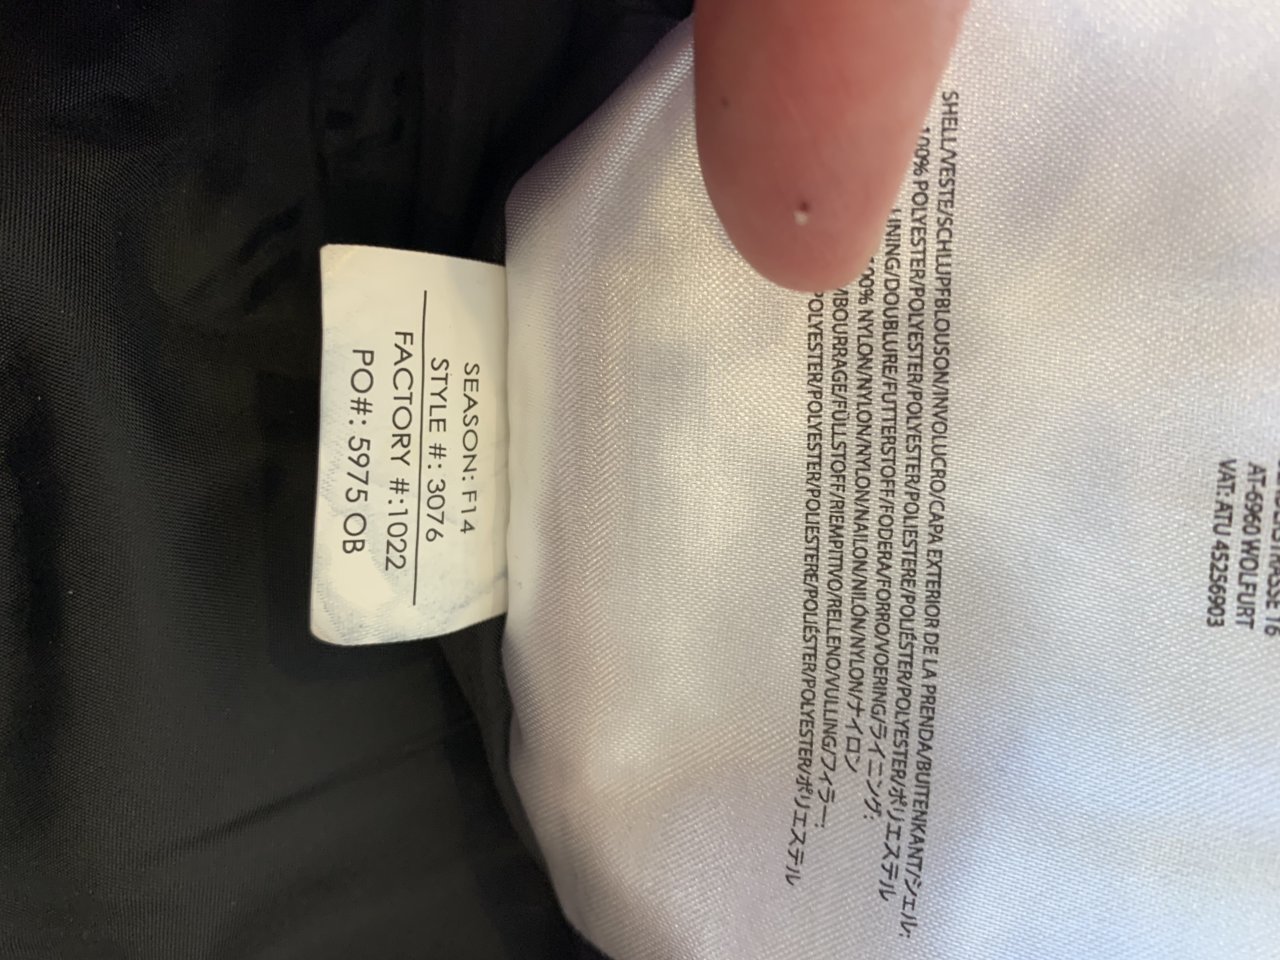 AT-6960 WOLFURT
VAT: ATU 45256903
SHELL/VESTE/SCHLUPFBLOUSON/INVOLUCRO/CAPA EXTERIOR DE LA PRENDA/BUITENKANT/シェル:
100% POLYESTER/POLYESTER/POLYESTER/POLIESTERE/POLIÉSTER/POLYESTER/ポリエステル
LINING/DOUBLURE/FUTTERSTOFF/FODERA/FORRO/VOERING/ライニング:
100% NYLON/NYLON/NYLON/NAILON/NILÓN/NYLON/ナイロン
MBOURRAGE/FÜLLSTOFF/RIEMPITIVO/RELLENO/VULLING/フィラー:
POLYESTER/POLYESTER/POLYESTER/POLIESTERE/POLIÉSTER/POLYESTER/ポリエステル
SEASON: F14
STYLE #: 3076
FACTORY #:1022
PO#: 5975 OB